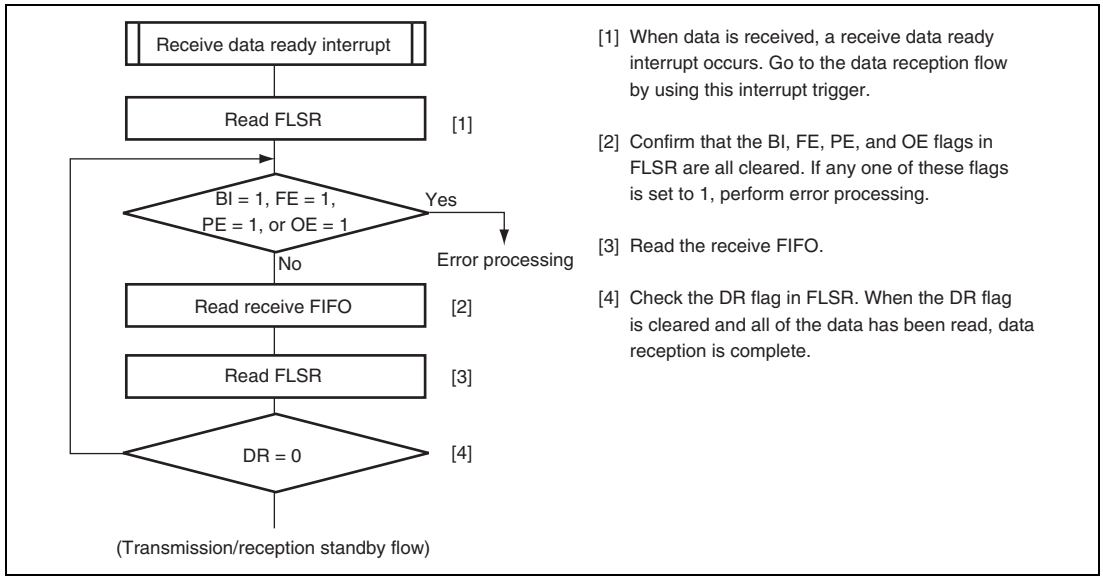 Receive data ready interrupt
Read FLSR
[1]
BI = 1, FE = 1,
PE = 1, or OE = 1
Yes
Error processing
No
Read receive FIFO
[2]
Read FLSR
[3]
DR = 0
[4]
(Transmission/reception standby flow)
[1] When data is received, a receive data ready
interrupt occurs. Go to the data reception flow
by using this interrupt trigger.
[2] Confirm that the BI, FE, PE, and OE flags in
FLSR are all cleared. If any one of these flags
is set to 1, perform error processing.
[3] Read the receive FIFO.
[4] Check the DR flag in FLSR. When the DR flag
is cleared and all of the data has been read, data
reception is complete.